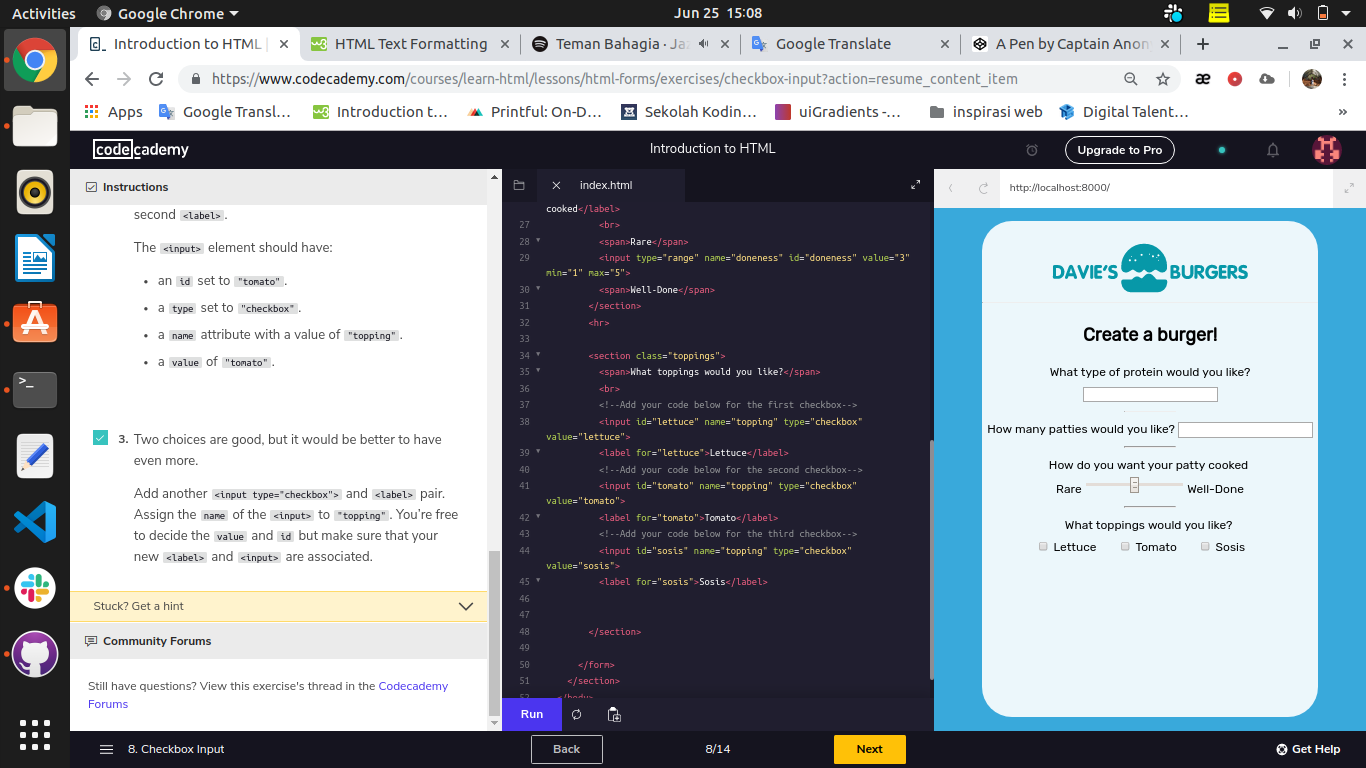 Activities
Google Chrome
Jun 25 15:08
Introduction to HTML |
HTML Text Formatting
Teman Bahagia · Ja
Google Translate
A Pen by Captain Anon
https://www.codecademy.com/courses/learn-html/lessons/html-forms/exercises/checkbox-input?action=resume_content_item
Apps
Google Transl...
Introduction t...
Printful: On-D...
Sekolah Kodin...
uiGradients -...
inspirasi web
Digital Talent...
»
codecademy
Introduction to HTML
Upgrade to Pro
Instructions
second <label>.
The <input> element should have:
• an id set to "tomato".
• a type set to "checkbox".
• a name attribute with a value of "topping".
• a value of "tomato".
3. Two choices are good, but it would be better to have
even more.
Add another <input type="checkbox"> and <label> pair.
Assign the name of the <input> to "topping". You're free
to decide the value and id but make sure that your
new <label> and <input> are associated.
Stuck? Get a hint
Community Forums
Still have questions? View this exercise's thread in the Codecademy
Forums
8. Checkbox Input
index.html
cooked</label>
27 <br>
28 <span>Rare</span>
29 <input type="range" name="doneness" id="doneness" value="3"
min="1" max="5">
30 <span>Well-Done</span>
31 </section>
32 <hr>
33
34 <section class="toppings">
35 <span>What toppings would you like?</span>
36 <br>
37 <!--Add your code below for the first checkbox-->
38 <input id="lettuce" name="topping" type="checkbox"
value="lettuce">
39 <label for="lettuce">Lettuce</label>
40 <!--Add your code below for the second checkbox-->
41 <input id="tomato" name="topping" type="checkbox"
value="tomato">
42 <label for="tomato">Tomato</label>
43 <!--Add your code below for the third checkbox-->
44 <input id="sosis" name="topping" type="checkbox"
value="sosis">
45 <label for="sosis">Sosis</label>
46
47
48 </section>
49
50 </form>
51 </section>
52 </body>
Run
Back
8/14
Next
http://localhost:8000/
DAVIE'S BURGERS
Create a burger!
What type of protein would you like?
How many patties would you like?
How do you want your patty cooked
Rare Well-Done
What toppings would you like?
Lettuce Tomato Sosis
Get Help